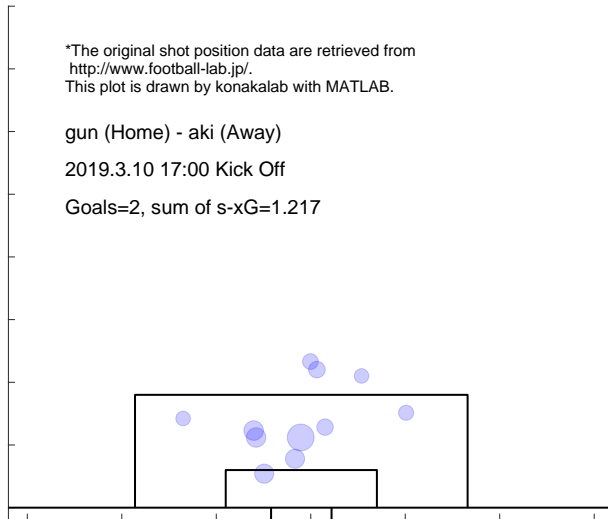 *The original shot position data are retrieved from
http://www.football-lab.jp/.
This plot is drawn by konakalab with MATLAB.
gun (Home) - aki (Away)
2019.3.10 17:00 Kick Off
Goals=2, sum of s-xG=1.217